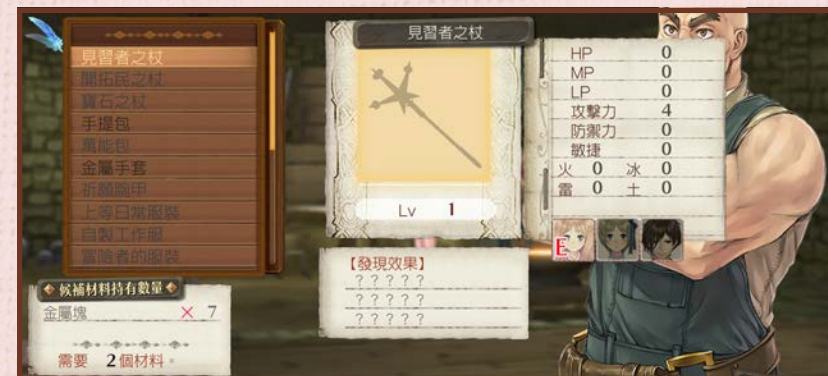 見習者之杖
開拓民之杖
寶石之杖
手提包
萬能包
金屬手套
祈願胸甲
上等日常服裝
自製工作服
冒險者的服裝
候補材料持有數量
金屬塊 × 7
需要 2個材料。
見習者之杖
Lv 1
【發現效果】
?????
?????
?????
HP 0
MP 0
LP 0
攻擊力 4
防禦力 0
敏捷 0
火 0 冰 0
雷 0 土 0
E